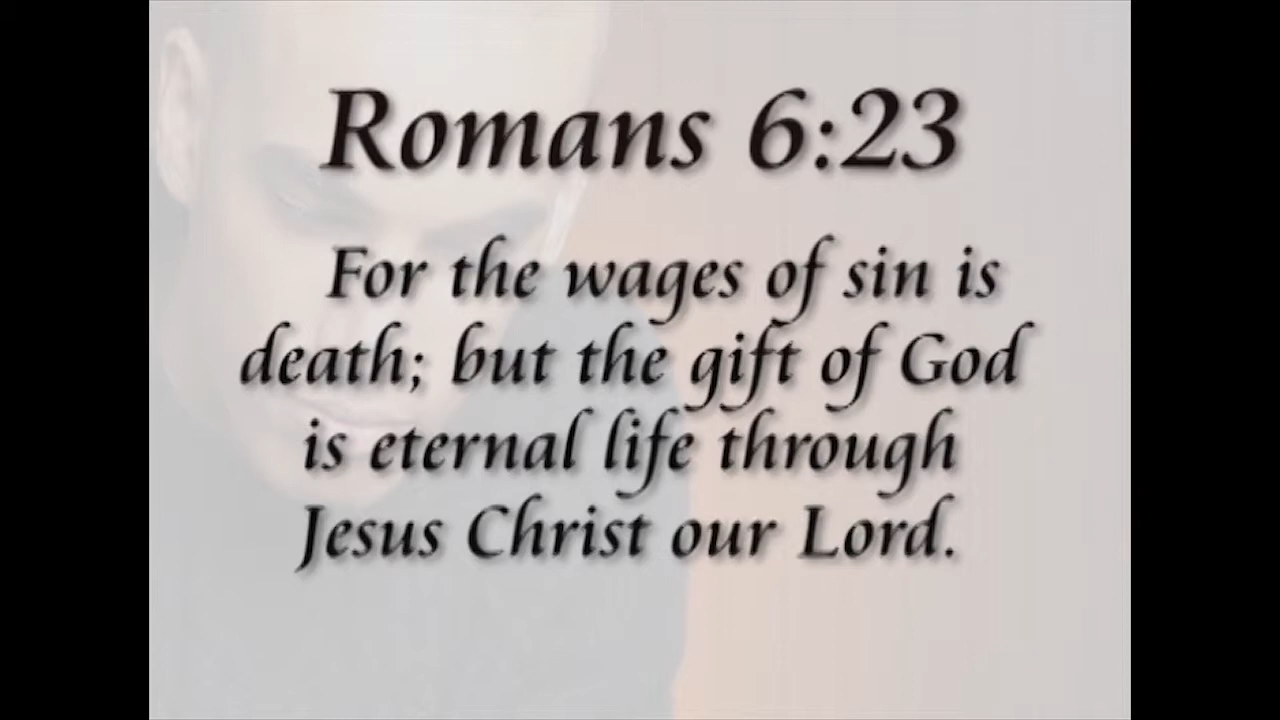 Romans 6:23
For the wages of sin is
death; but the gift of God
is eternal life through
Jesus Christ our Lord.